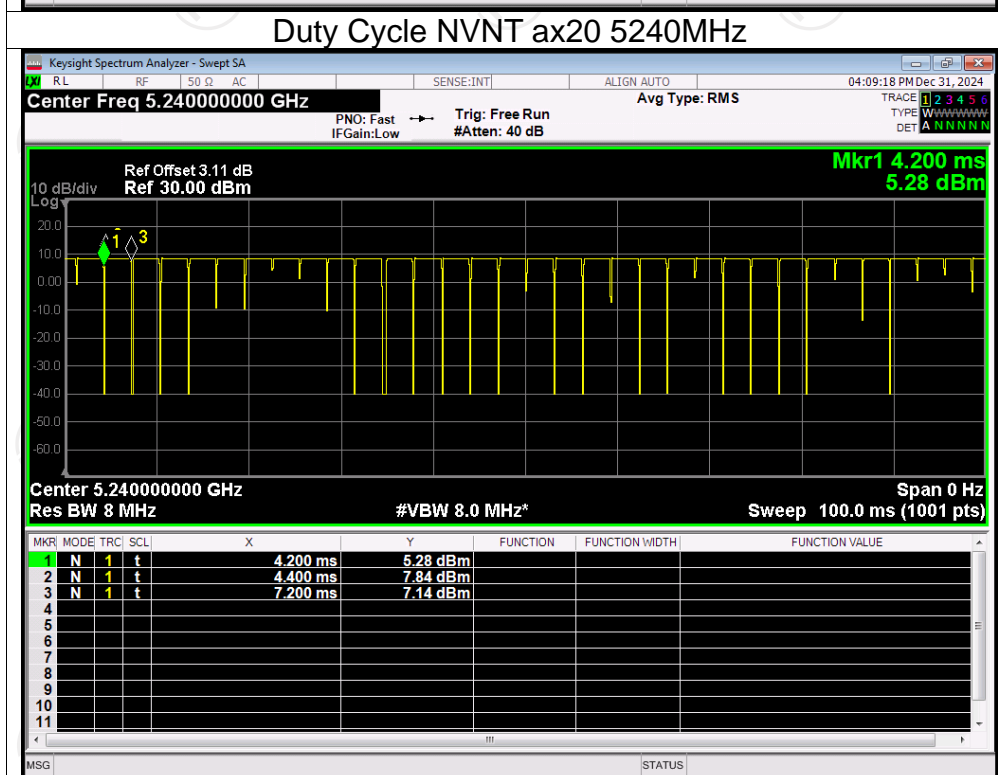 Duty Cycle NVNT ax20 5240MHz
Keysight Spectrum Analyzer - Swept SA
LXI RL RF 50 Ω AC SENSE:INT ALIGN AUTO 04:09:18 PM Dec 31, 2024
Center Freq 5.240000000 GHz Avg Type: RMS TRACE 1 2 3 4 5 6
PNO: Fast Trig: Free Run TYPE WWWWWW
IFGain:Low #Atten: 40 dB DET A N N N N N
Mkr1 4.200 ms
5.28 dBm
Ref Offset 3.11 dB
10 dB/div Ref 30.00 dBm
Log
20.0
1 3
10.0
0.00
-10.0
-20.0
-30.0
-40.0
-50.0
-60.0
Center 5.240000000 GHz Span 0 Hz
Res BW 8 MHz #VBW 8.0 MHz* Sweep 100.0 ms (1001 pts)
MKR MODE TRC SCL X Y FUNCTION FUNCTION WIDTH FUNCTION VALUE
1 N 1 t 4.200 ms 5.28 dBm
2 N 1 t 4.400 ms 7.84 dBm
3 N 1 t 7.200 ms 7.14 dBm
4
5
6
7
8
9
10
11
MSG STATUS